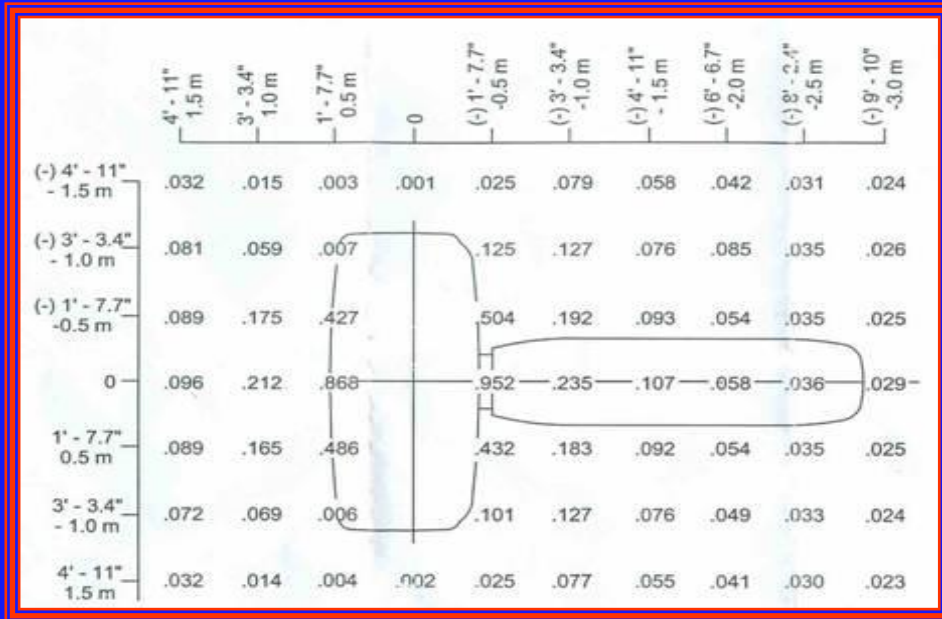 4' - 11"
1.5 m
3' - 3.4"
1.0 m
1' - 7.7"
0.5 m
0
(-) 1' - 7.7"
-0.5 m
(-) 3' - 3.4"
-1.0 m
(-) 4' - 11"
- 1.5 m
(-) 6' - 6.7"
-2.0 m
(-) 8' - 2.4"
-2.5 m
(-) 9' - 10"
-3.0 m
(-) 4' - 11"
- 1.5 m
.032 .015 .003 .001 .025 .079 .058 .042 .031 .024
(-) 3' - 3.4"
- 1.0 m
.081 .059 .007 .125 .127 .076 .085 .035 .026
(-) 1' - 7.7"
-0.5 m
.089 .175 .427 .504 .192 .093 .054 .035 .025
0
.096 .212 .868 .952 .235 .107 .058 .036 .029
1' - 7.7"
0.5 m
.089 .165 .486 .432 .183 .092 .054 .035 .025
3' - 3.4"
- 1.0 m
.072 .069 .006 .101 .127 .076 .049 .033 .024
4' - 11"
1.5 m
.032 .014 .004 .002 .025 .077 .055 .041 .030 .023